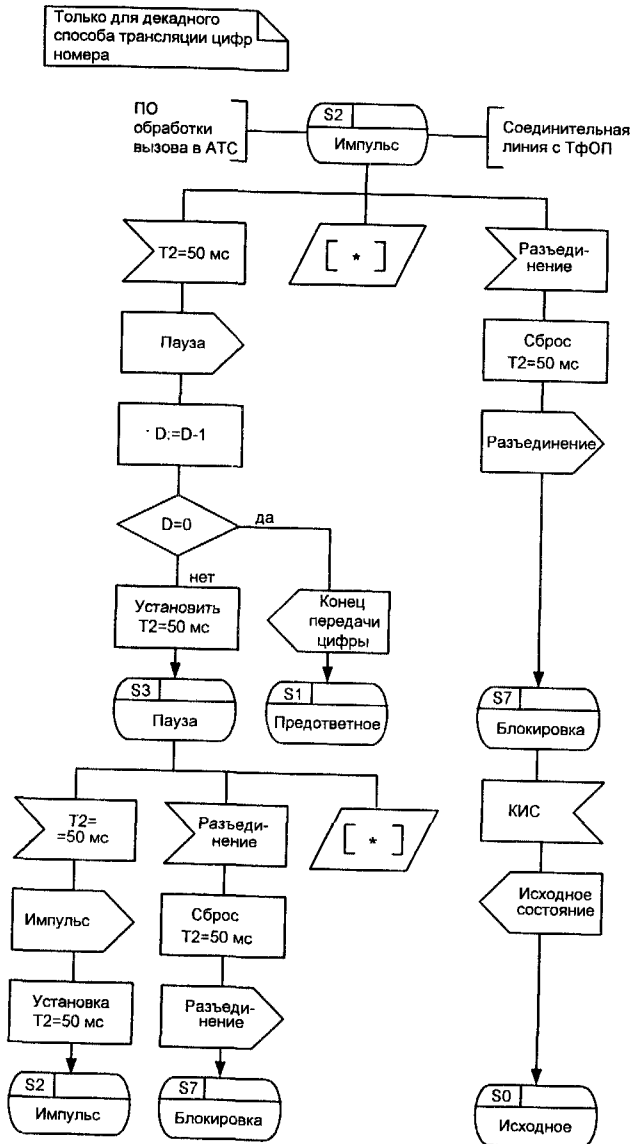 Только для декадного
способа трансляции цифр
номера
ПО
обработки
вызова в АТС
S2
Импульс
Соединительная
линия с ТфОП
T2=50 мс
[ * ]
Разъеди-
нение
Пауза
Сброс
T2=50 мс
D:=D-1
Разъединение
D=0
да
нет
Установить
T2=50 мс
Конец
передачи
цифры
S3
Пауза
S1
Предответное
S7
Блокировка
T2=
=50 мс
Разъеди-
нение
[ * ]
КИС
Импульс
Сброс
T2=50 мс
Исходное
состояние
Установка
T2=50 мс
Разъеди-
нение
S2
Импульс
S7
Блокировка
S0
Исходное